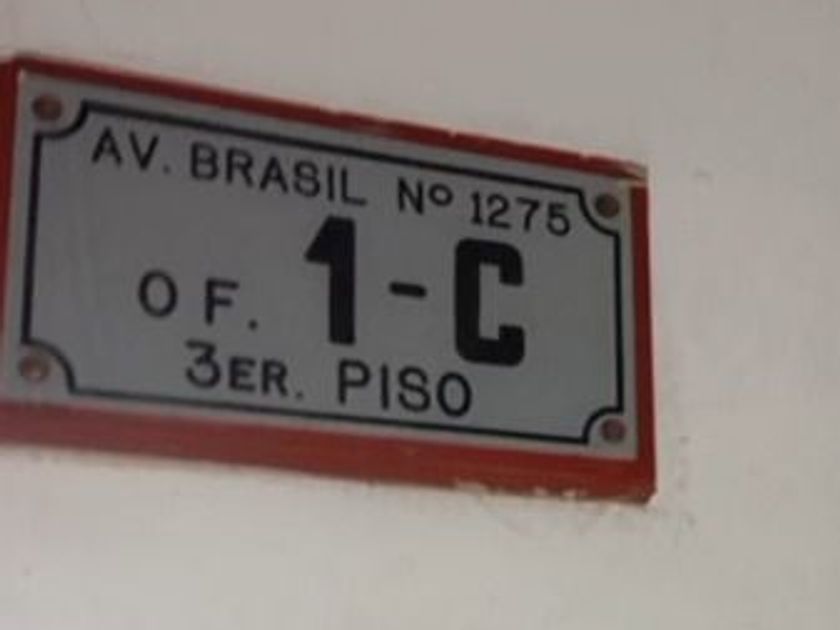 AV. BRASIL Nº 1275
OF. 1-C
3ER. PISO